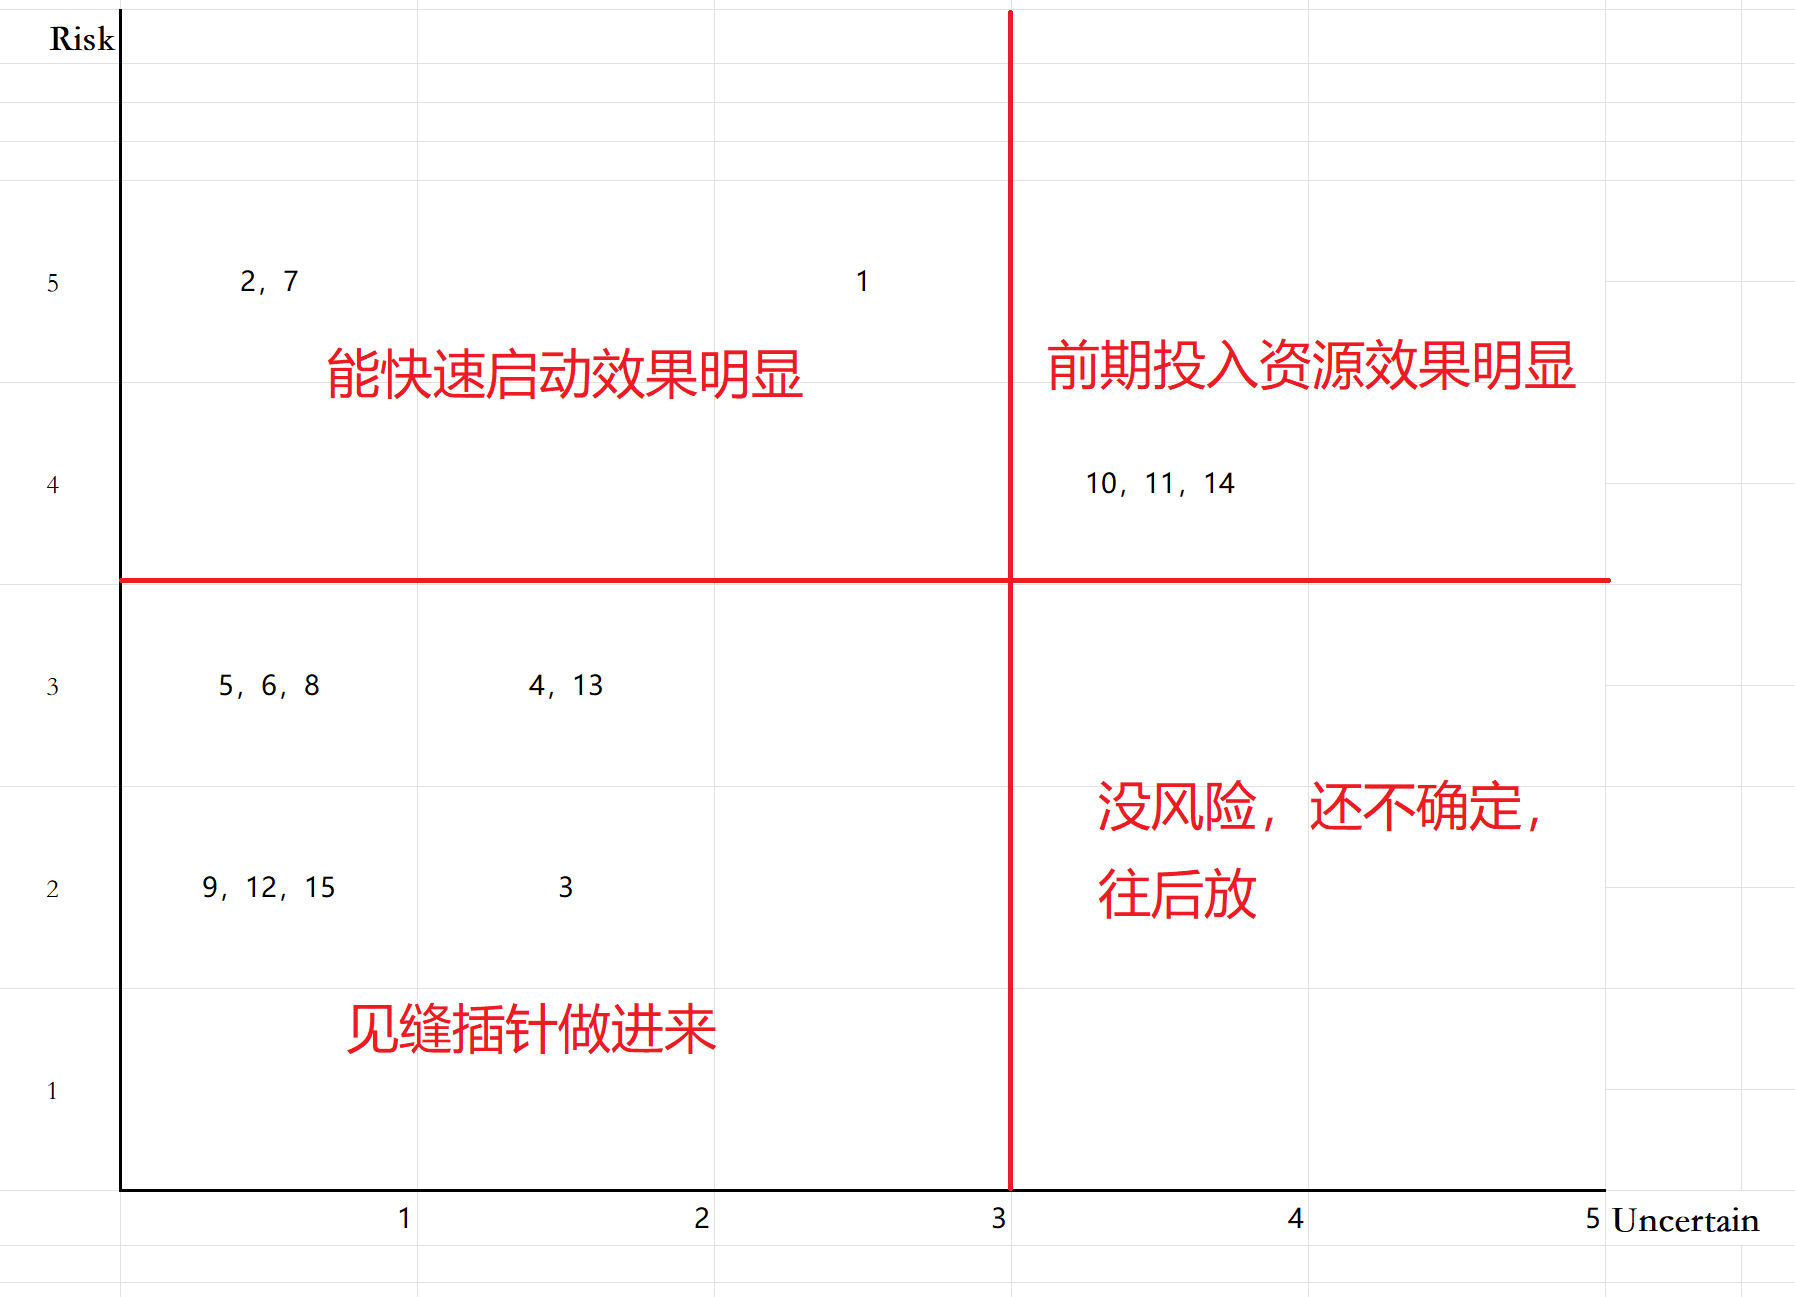 Risk
5
2，7
1
能快速启动效果明显
前期投入资源效果明显
4
10，11，14
3
5，6，8
4，13
没风险，还不确定，
往后放
2
9，12，15
3
见缝插针做进来
1
1
2
3
4
5
Uncertain